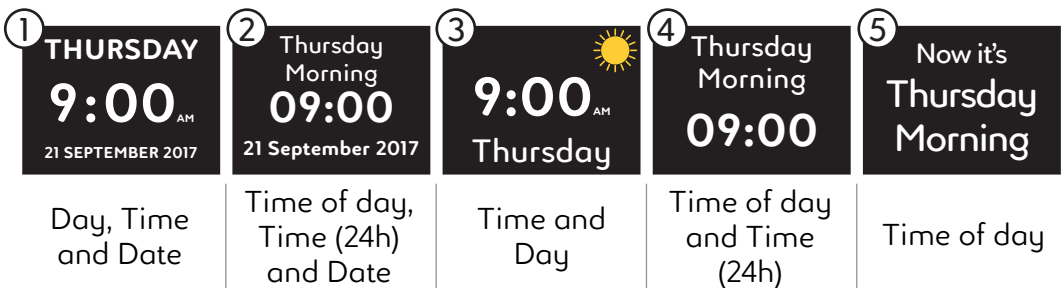 1
THURSDAY
9:00 AM
21 SEPTEMBER 2017
Day, Time
and Date
2
Thursday
Morning
09:00
21 September 2017
Time of day,
Time (24h)
and Date
3
9:00 AM
Thursday
Time and
Day
4
Thursday
Morning
09:00
Time of day
and Time
(24h)
5
Now it's
Thursday
Morning
Time of day